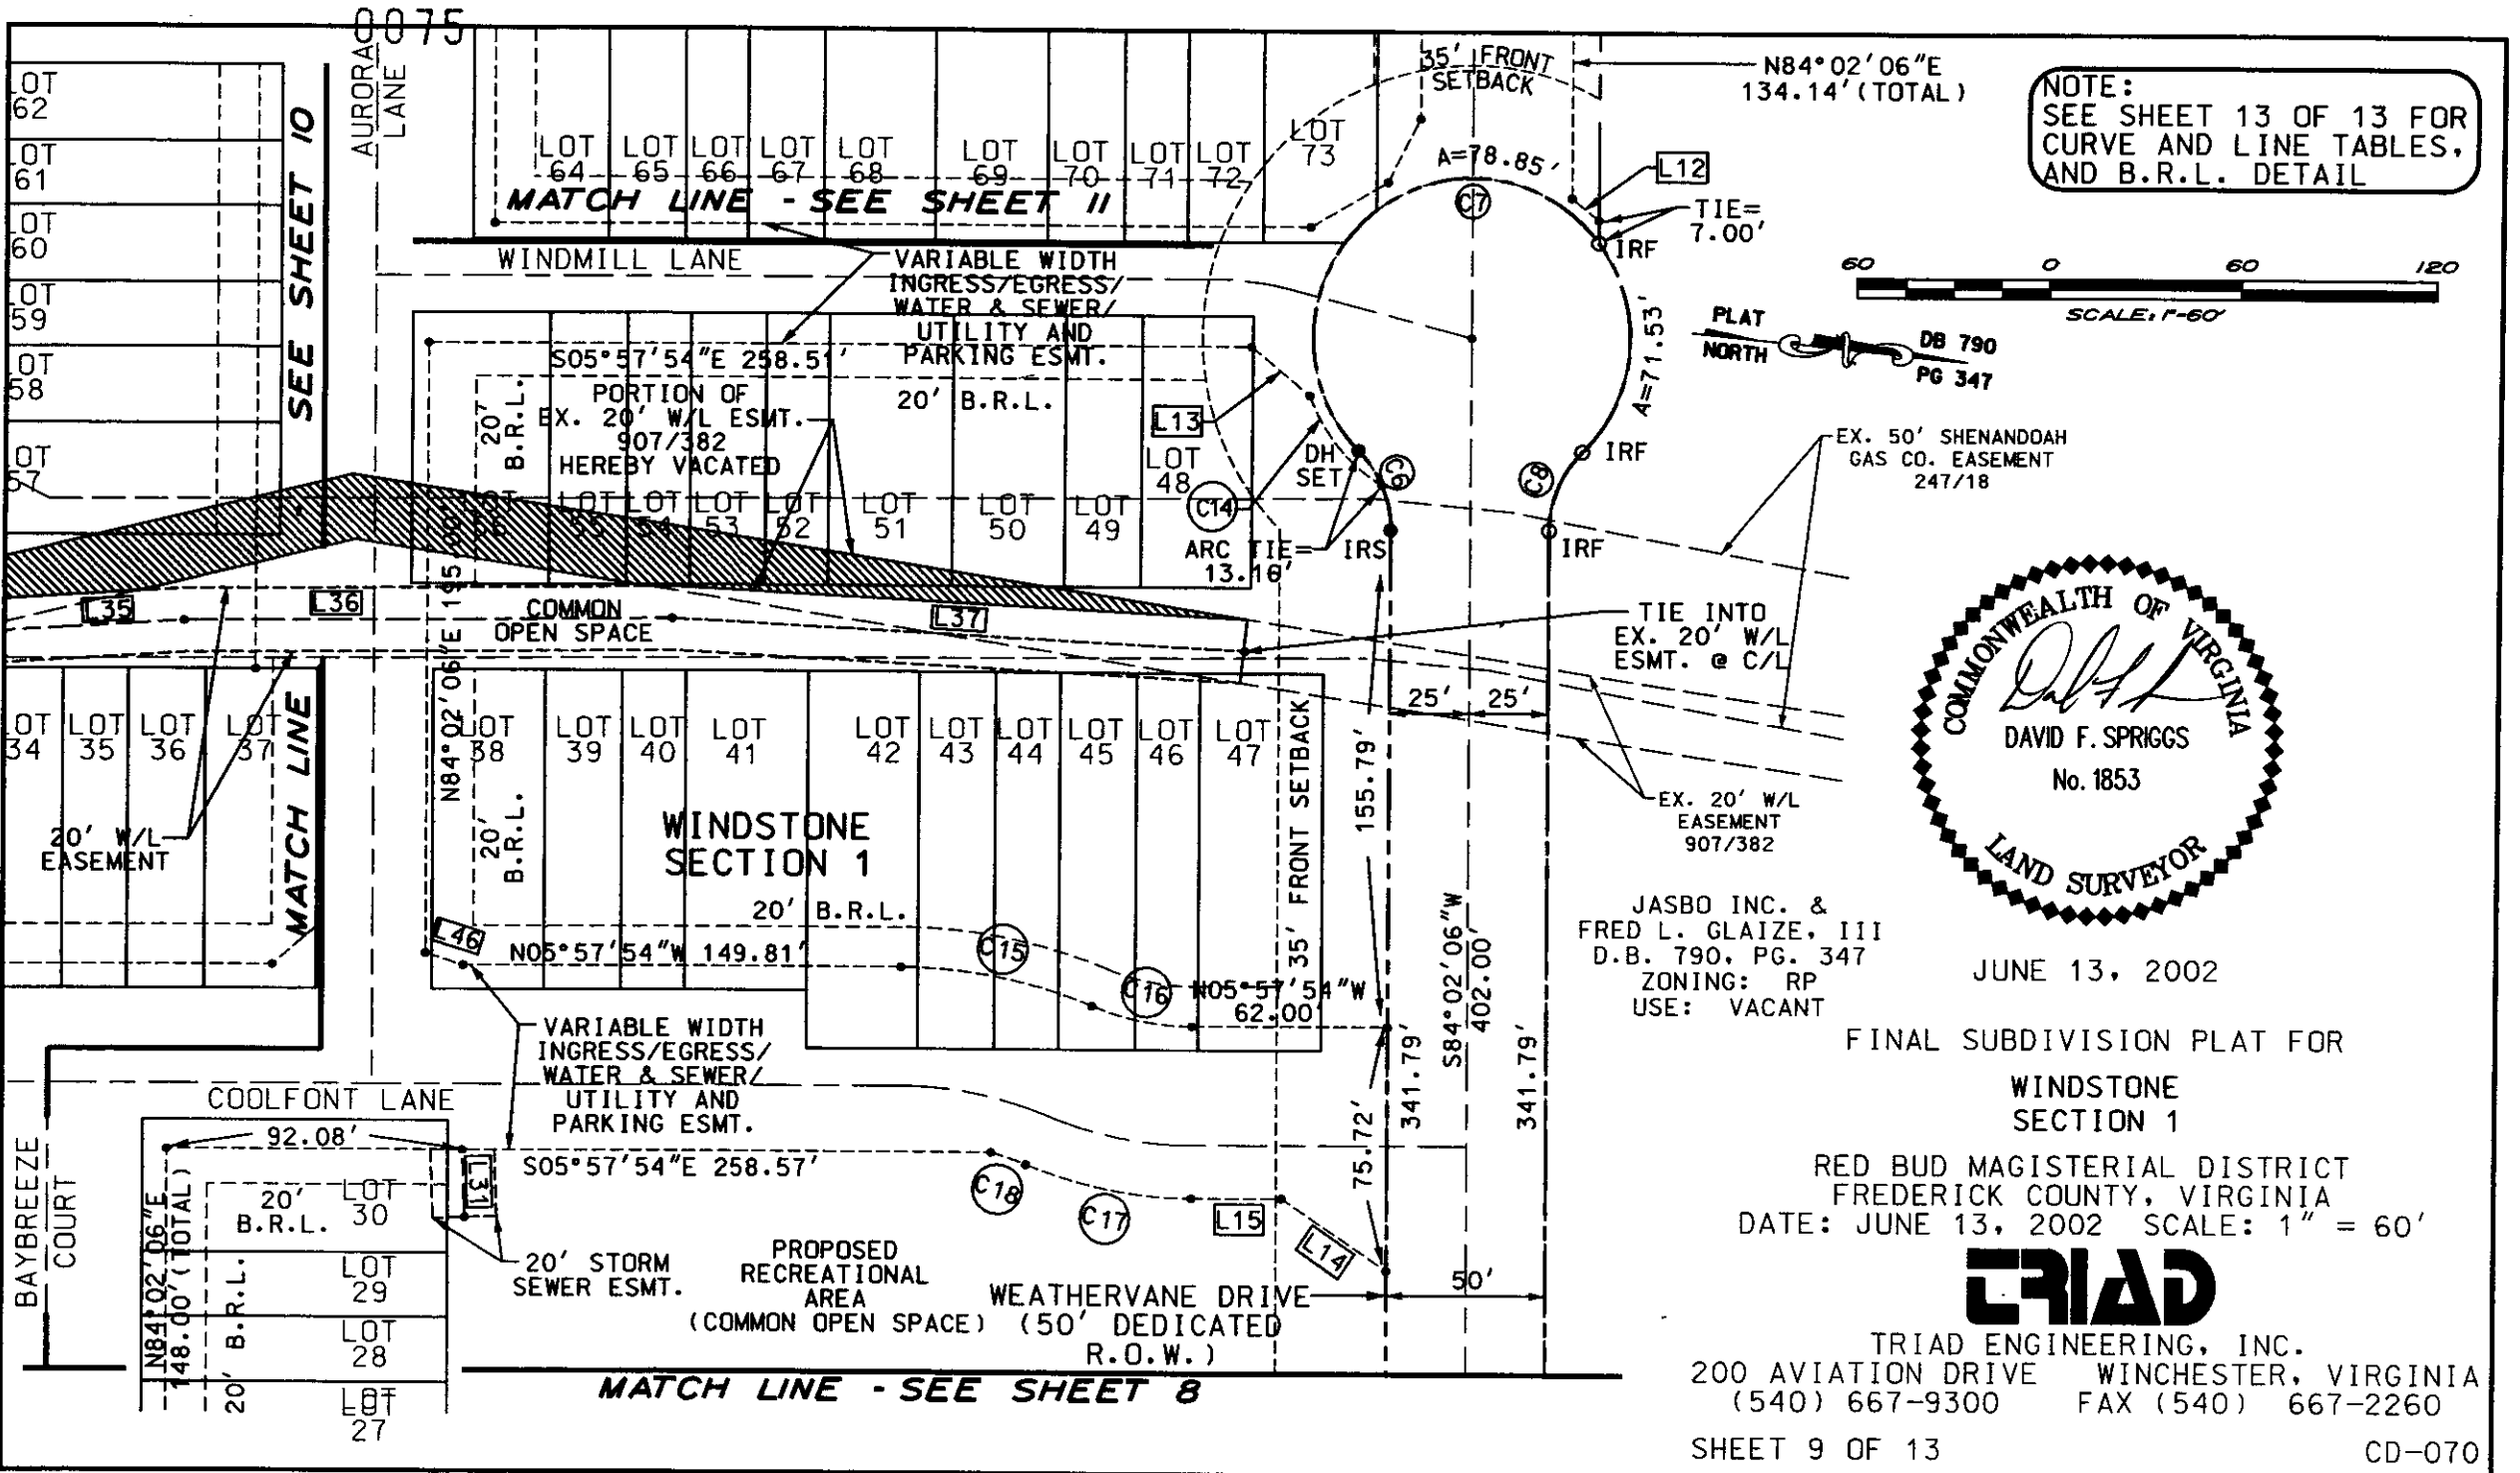 0075
AURORA
LANE
LOT
62
LOT
61
LOT
60
LOT
59
LOT
58
LOT
57
SEE SHEET 10
LOT
64
LOT
65
LOT
66
LOT
67
LOT
68
LOT
69
LOT
70
LOT
71
LOT
72
LOT
73
MATCH LINE - SEE SHEET 11
WINDMILL LANE
VARIABLE WIDTH
INGRESS/EGRESS/
WATER & SEWER/
UTILITY AND
PARKING ESMT.
S05°57'54"E 258.51'
20'
B.R.L.
PORTION OF
EX. 20' W/L ESMT.
907/382
HEREBY VACATED
20' B.R.L.
LOT
55
LOT
54
LOT
53
LOT
52
LOT
51
LOT
50
LOT
49
LOT
48
35' FRONT
SETBACK
N84°02'06"E
134.14'(TOTAL)
A=78.85'
C7
L12
TIE=
7.00'
IRF
A=71.53'
L13
DH
SET
C14
C6
C8
IRF
ARC TIE=
13.16'
IRS
IRF
NOTE:
SEE SHEET 13 OF 13 FOR
CURVE AND LINE TABLES,
AND B.R.L. DETAIL
60 0 60 120
SCALE: 1"-60'
PLAT
NORTH
DB 790
PG 347
EX. 50' SHENANDOAH
GAS CO. EASEMENT
247/18
L35
L36
COMMON
OPEN SPACE
L37
TIE INTO
EX. 20' W/L
ESMT. @ C/L
N84°02'06"E
LOT
34
LOT
35
LOT
36
LOT
37
MATCH LINE
20' W/L
EASEMENT
LOT
38
LOT
39
LOT
40
LOT
41
LOT
42
LOT
43
LOT
44
LOT
45
LOT
46
LOT
47
20'
B.R.L.
WINDSTONE
SECTION 1
20' B.R.L.
35' FRONT SETBACK
25' 25'
155.79'
EX. 20' W/L
EASEMENT
907/382
L46
N05°57'54"W 149.81'
C15
C16
N05°57'54"W
62.00'
S84°02'06"W
402.00'
341.79'
341.79'
75.72'
JASBO INC. &
FRED L. GLAIZE, III
D.B. 790, PG. 347
ZONING: RP
USE: VACANT
COMMONWEALTH OF VIRGINIA
DAVID F. SPRIGGS
No. 1853
LAND SURVEYOR
JUNE 13, 2002
VARIABLE WIDTH
INGRESS/EGRESS/
WATER & SEWER/
UTILITY AND
PARKING ESMT.
COOLFONT LANE
BAYBREEZE
COURT
92.08'
S05°57'54"E 258.57'
N84°02'06"E
148.00'(TOTAL)
20'
B.R.L.
20' B.R.L.
L31
LOT
30
LOT
29
LOT
28
LOT
27
20' STORM
SEWER ESMT.
C18
C17
L15
L14
PROPOSED
RECREATIONAL
AREA
(COMMON OPEN SPACE)
WEATHERVANE DRIVE
(50' DEDICATED
R.O.W.)
50'
MATCH LINE - SEE SHEET 8
FINAL SUBDIVISION PLAT FOR
WINDSTONE
SECTION 1
RED BUD MAGISTERIAL DISTRICT
FREDERICK COUNTY, VIRGINIA
DATE: JUNE 13, 2002 SCALE: 1" = 60'
TRIAD
TRIAD ENGINEERING, INC.
200 AVIATION DRIVE WINCHESTER, VIRGINIA
(540) 667-9300 FAX (540) 667-2260
SHEET 9 OF 13 CD-070